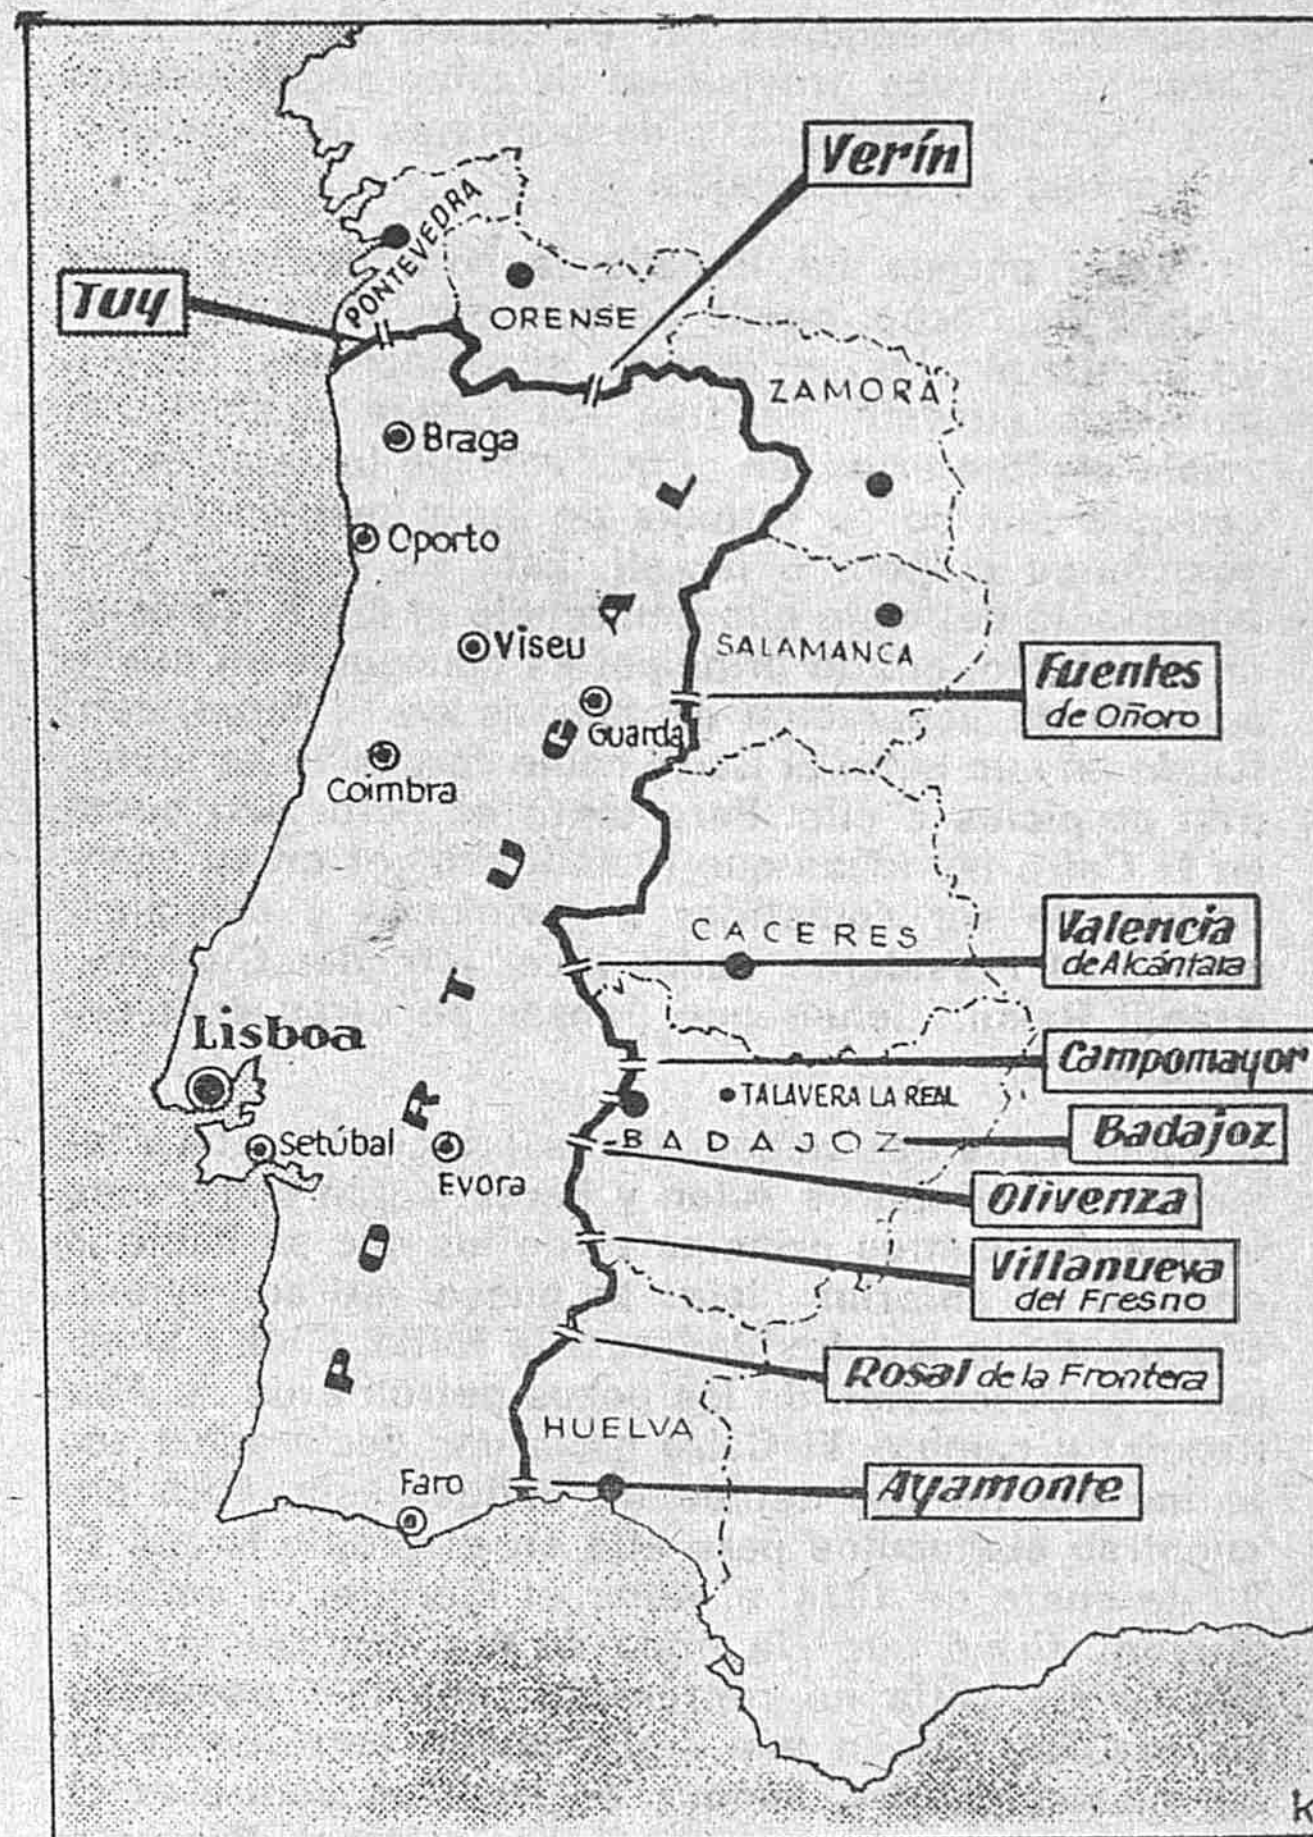 Verín
PONTEVEDRA
Tuy
ORENSE
ZAMORA
Braga
Oporto
Viseu
SALAMANCA
Fuentes
de Oñoro
Guarda
Coimbra
PORTUGAL
CACERES
Valencia
de Alcántara
Lisboa
Campomayor
TALAVERA LA REAL
BADAJOZ
Badajoz
Setúbal
Evora
Olivenza
Villanueva
del Fresno
Rosal de la Frontera
HUELVA
Faro
Ayamonte